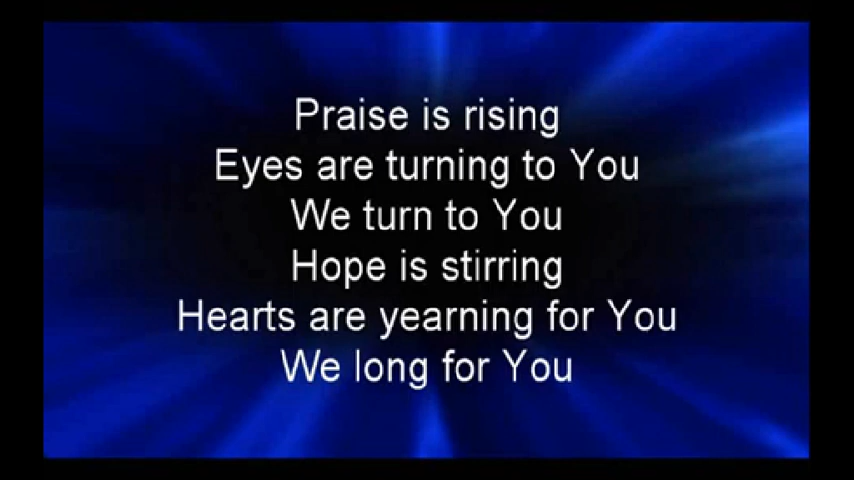 Praise is rising
Eyes are turning to You
We turn to You
Hope is stirring
Hearts are yearning for You
We long for You